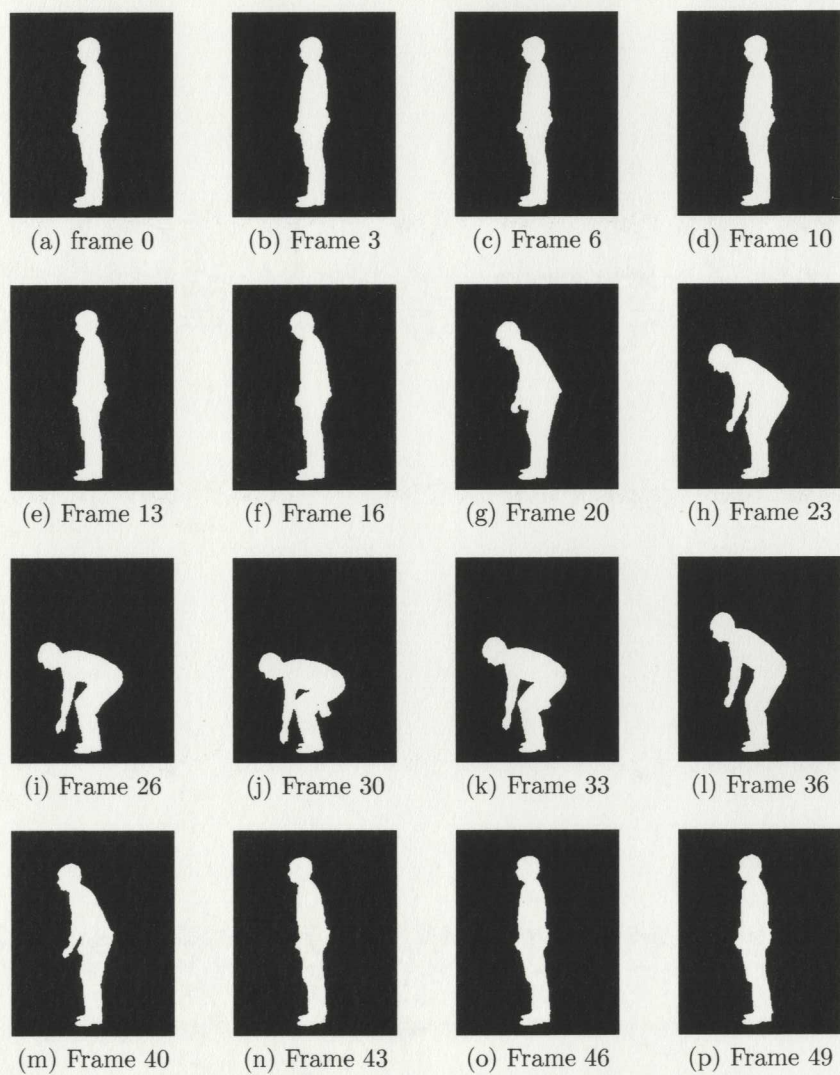 (a) frame 0 (b) Frame 3 (c) Frame 6 (d) Frame 10
(e) Frame 13 (f) Frame 16 (g) Frame 20 (h) Frame 23
(i) Frame 26 (j) Frame 30 (k) Frame 33 (l) Frame 36
(m) Frame 40 (n) Frame 43 (o) Frame 46 (p) Frame 49